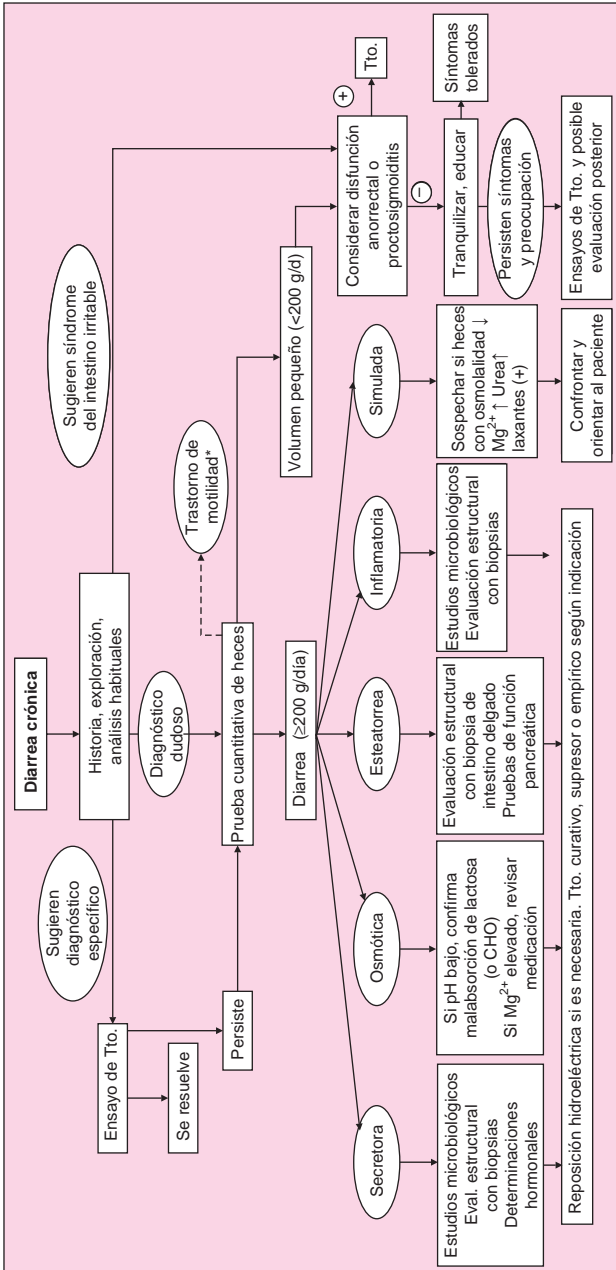 Diarrea crónica
Historia, exploración,
análisis habituales
Sugieren
diagnóstico
específico
Diagnóstico
dudoso
Sugieren síndrome
del intestino irritable
Ensayo de Tto.
Se resuelve
Persiste
Trastorno de
motilidad*
Prueba cuantitativa de heces
Volumen pequeño (<200 g/d)
Diarrea (≥200 g/día)
Considerar disfunción
anorrectal o
proctosigmoiditis
+
Tto.
−
Tranquilizar, educar
Síntomas
tolerados
Persisten síntomas
y preocupación
Ensayos de Tto. y posible
evaluación posterior
Secretora
Osmótica
Esteatorrea
Inflamatoria
Simulada
Estudios microbiológicos
Eval. estructural
con biopsias
Determinaciones
hormonales
Si pH bajo, confirma
malabsorción de lactosa
(o CHO)
Si Mg²⁺ elevado, revisar
medicación
Evaluación estructural
con biopsia de
intestino delgado
Pruebas de función
pancreática
Estudios microbiológicos
Evaluación estructural
con biopsias
Sospechar si heces
con osmolalidad ↓
Mg²⁺ ↑ Urea↑
laxantes (+)
Confrontar y
orientar al paciente
Reposición hidroeléctrica si es necesaria. Tto. curativo, supresor o empírico según indicación